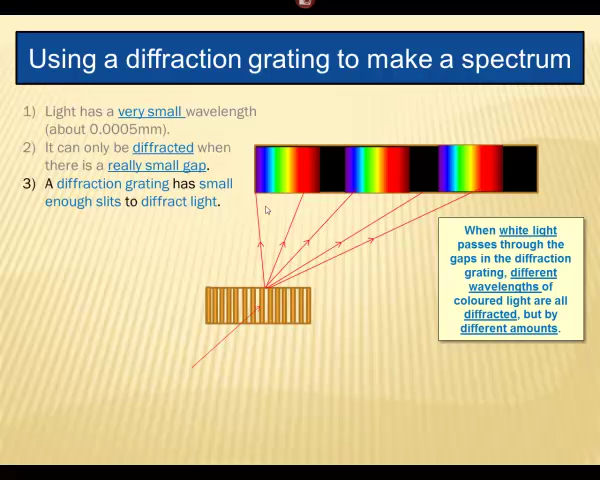 Using a diffraction grating to make a spectrum
1) Light has a very small wavelength
(about 0.0005mm).
2) It can only be diffracted when
there is a really small gap.
3) A diffraction grating has small
enough slits to diffract light.
When white light
passes through the
gaps in the diffraction
grating, different
wavelengths of
coloured light are all
diffracted, but by
different amounts.